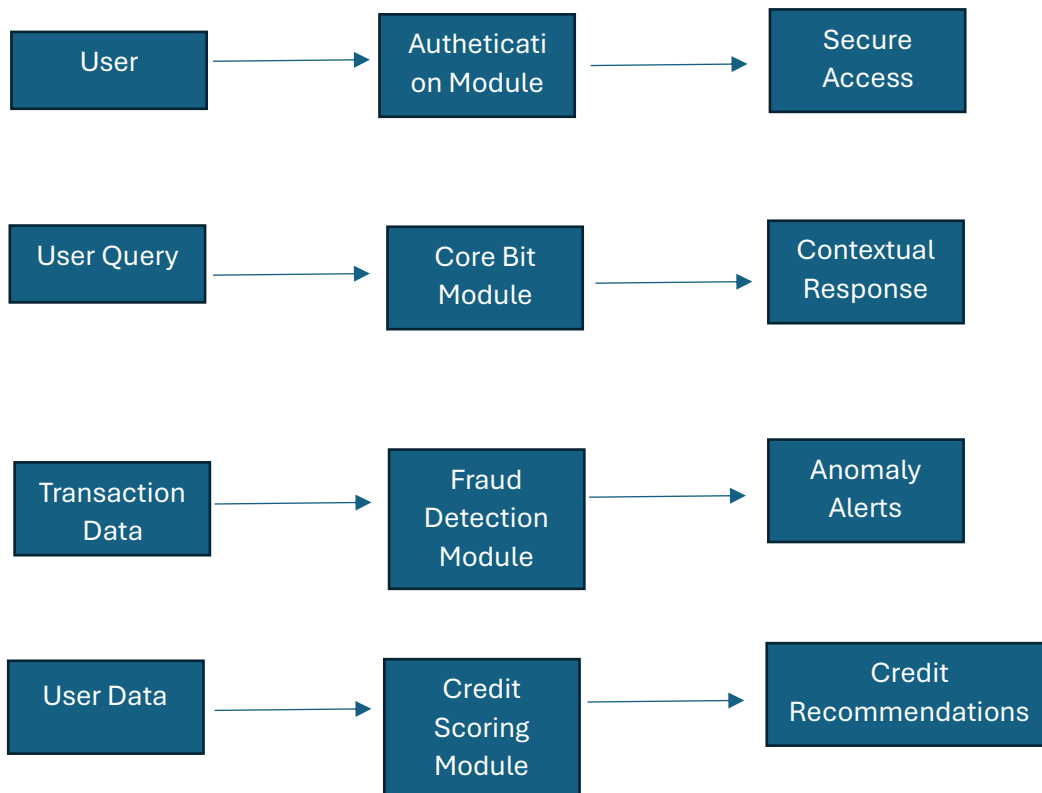 User
Autheticati
on Module
Secure
Access
User Query
Core Bit
Module
Contextual
Response
Transaction
Data
Fraud
Detection
Module
Anomaly
Alerts
User Data
Credit
Scoring
Module
Credit
Recommendations